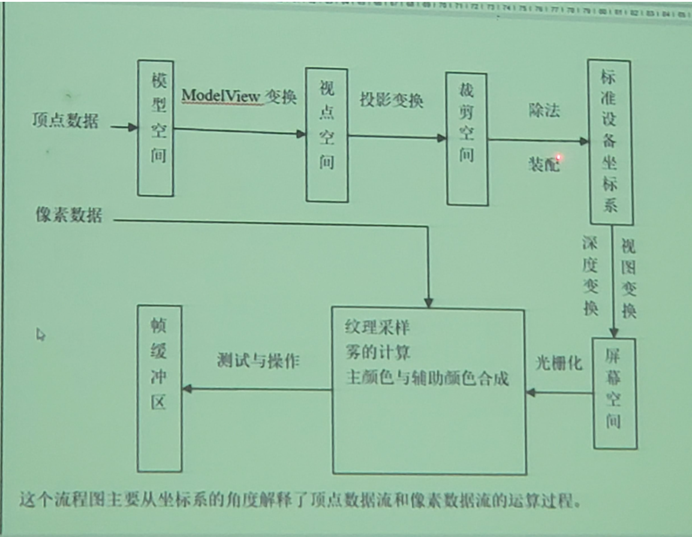 顶点数据
模型空间
ModelView 变换
视点空间
投影变换
裁剪空间
除法
装配
标准设备坐标系
像素数据
深度变换
视图变换
帧缓冲区
测试与操作
纹理采样
雾的计算
主颜色与辅助颜色合成
光栅化
屏幕空间
这个流程图主要从坐标系的角度解释了顶点数据流和像素数据流的运算过程。